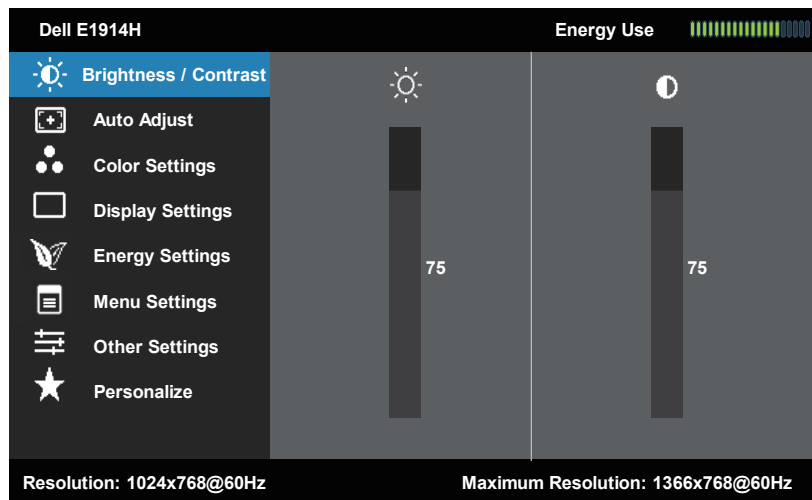 Dell E1914H Energy Use
Brightness / Contrast
Auto Adjust
Color Settings
Display Settings
Energy Settings
75 75
Menu Settings
Other Settings
Personalize
Resolution: 1024x768@60Hz Maximum Resolution: 1366x768@60Hz